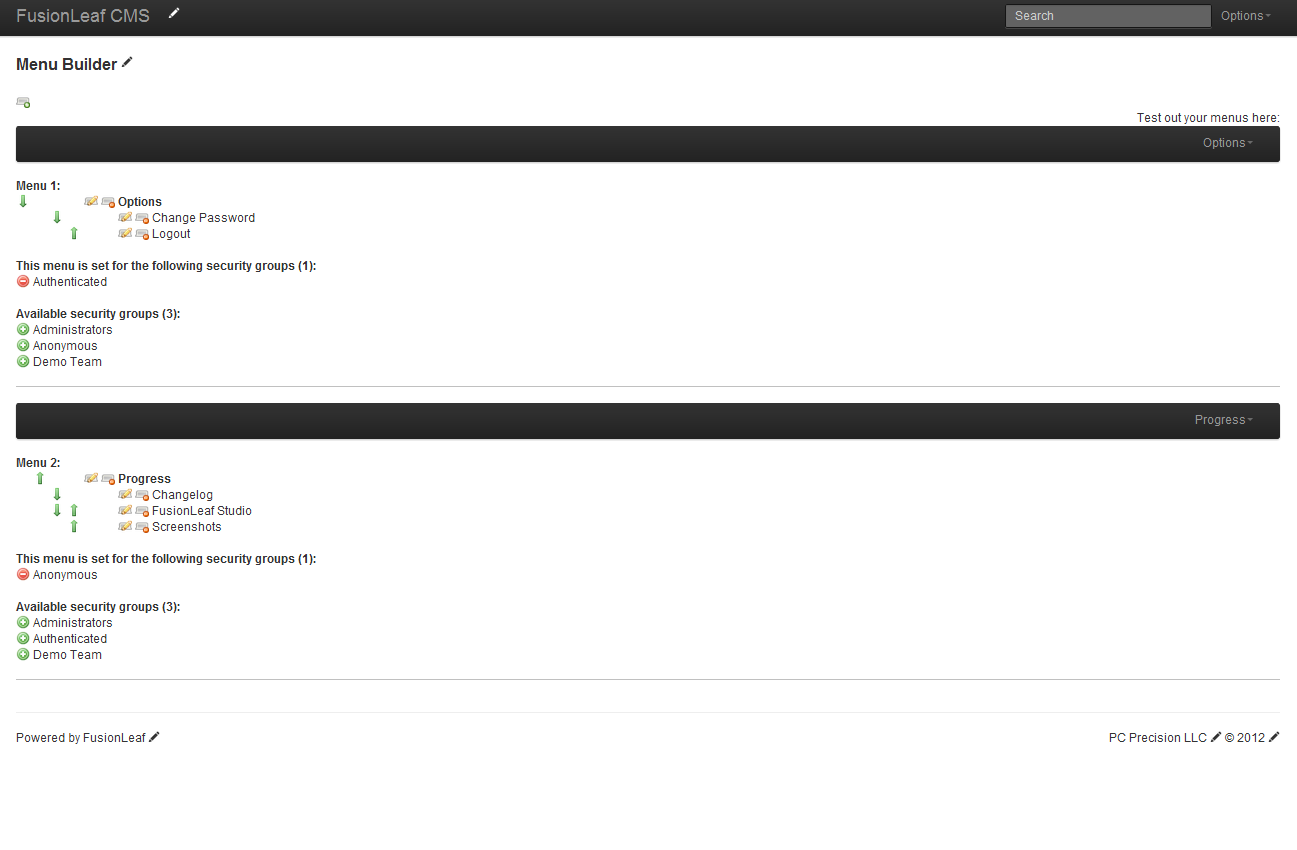 FusionLeaf CMS Search Options
Menu Builder
Test out your menus here:
Options
Menu 1:
Options
Change Password
Logout
This menu is set for the following security groups (1):
Authenticated
Available security groups (3):
Administrators
Anonymous
Demo Team
Progress
Menu 2:
Progress
Changelog
FusionLeaf Studio
Screenshots
This menu is set for the following security groups (1):
Anonymous
Available security groups (3):
Administrators
Authenticated
Demo Team
Powered by FusionLeaf PC Precision LLC © 2012